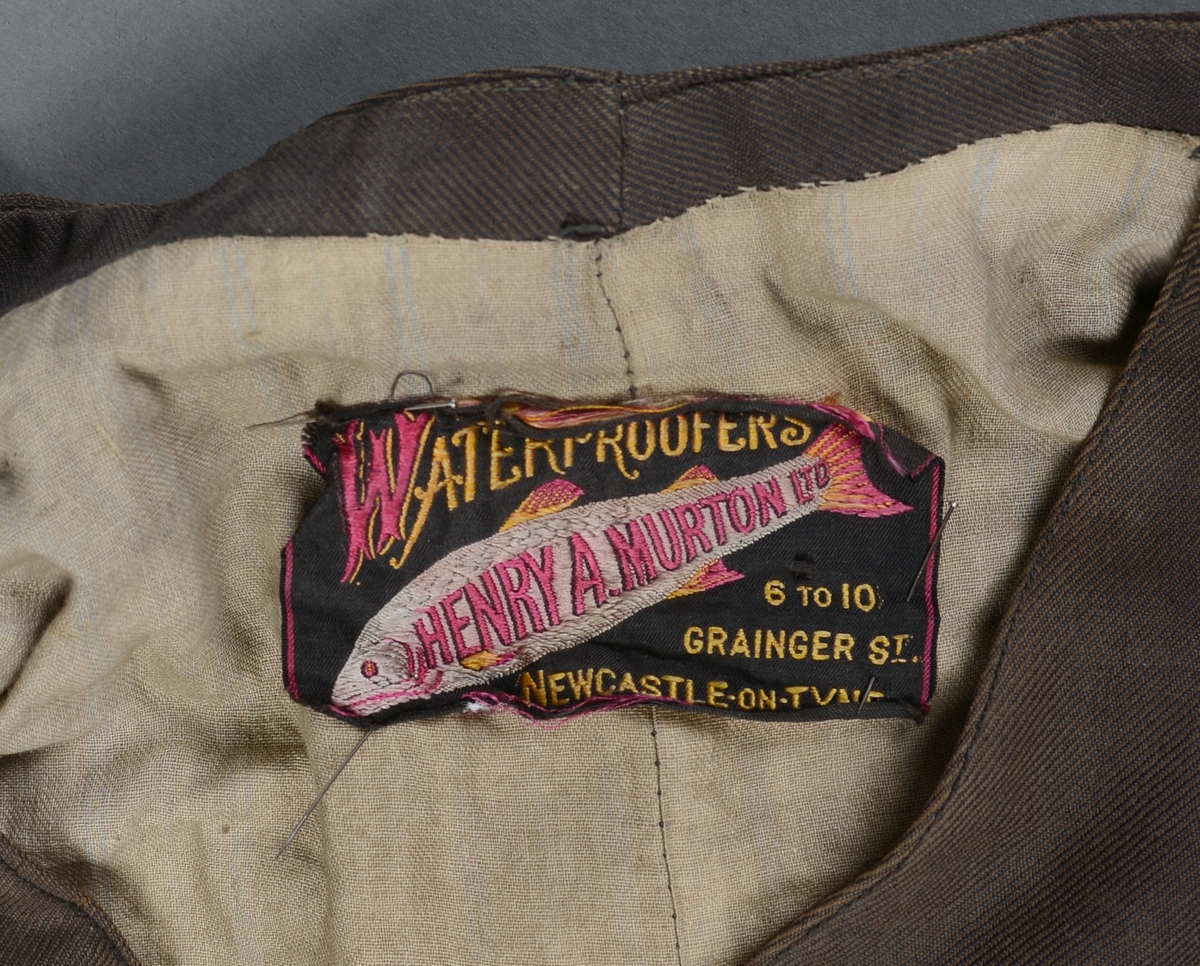 WATERPROOFERS
HENRY A. MURTON LTD
6 TO 10
GRAINGER ST.
NEWCASTLE-ON-TYNE